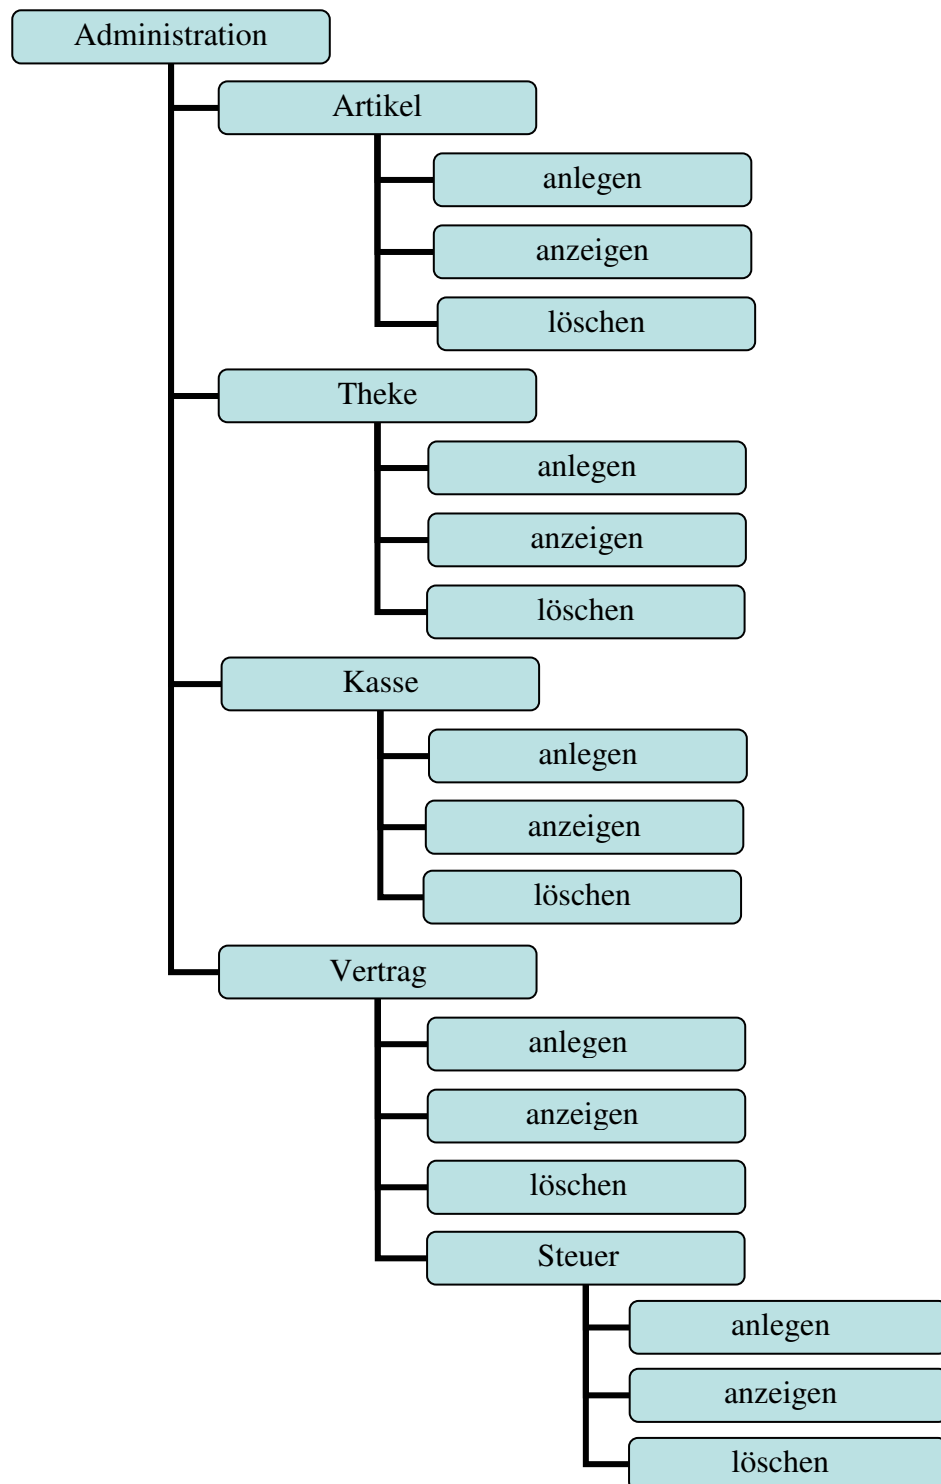 Administration
Artikel
anlegen
anzeigen
löschen
Theke
anlegen
anzeigen
löschen
Kasse
anlegen
anzeigen
löschen
Vertrag
anlegen
anzeigen
löschen
Steuer
anlegen
anzeigen
löschen